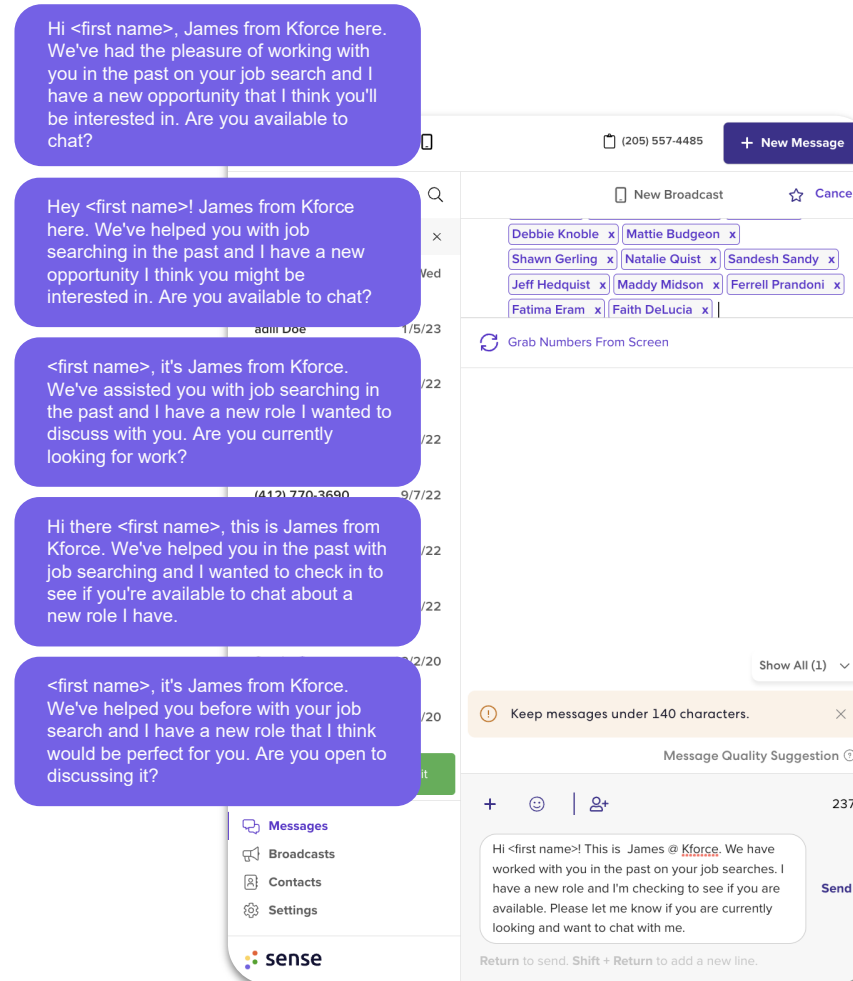 Hi <first name>, James from Kforce here.
We've had the pleasure of working with
you in the past on your job search and I
have a new opportunity that I think you'll
be interested in. Are you available to
chat?
Hey <first name>! James from Kforce
here. We've helped you with job
searching in the past and I have a new
opportunity I think you might be
interested in. Are you available to chat?
<first name>, it's James from Kforce.
We've assisted you with job searching in
the past and I have a new role I wanted to
discuss with you. Are you currently
looking for work?
Hi there <first name>, this is James from
Kforce. We've helped you in the past with
job searching and I wanted to check in to
see if you're available to chat about a
new role I have.
<first name>, it's James from Kforce.
We've helped you before with your job
search and I have a new role that I think
would be perfect for you. Are you open to
discussing it?
(205) 557-4485
+ New Message
New Broadcast
Cance
Debbie Knoble x Mattie Budgeon x
Shawn Gerling x Natalie Quist x Sandesh Sandy x
Jeff Hedquist x Maddy Midson x Ferrell Prandoni x
Fatima Eram x Faith DeLucia x
Grab Numbers From Screen
Doe 1/5/23
/22
/22
(412) 770-3690 9/7/22
/22
/22
2/20
/20
it
Messages
Broadcasts
Contacts
Settings
sense
Show All (1)
Keep messages under 140 characters.
Message Quality Suggestion
237
Hi <first name>! This is James @ Kforce. We have
worked with you in the past on your job searches. I
have a new role and I'm checking to see if you are
available. Please let me know if you are currently
looking and want to chat with me.
Send
Return to send. Shift + Return to add a new line.